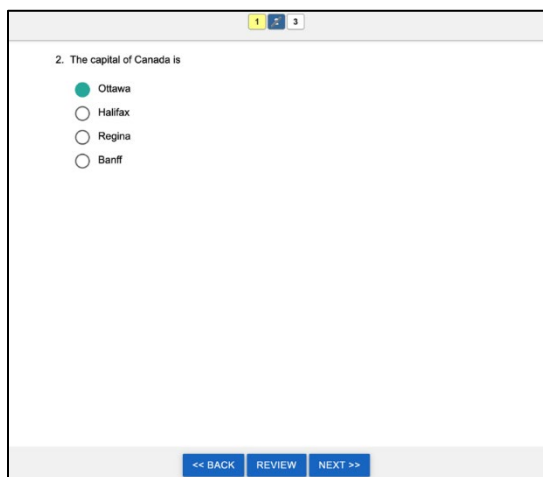 1 3
2. The capital of Canada is
Ottawa
Halifax
Regina
Banff
<< BACK REVIEW NEXT >>